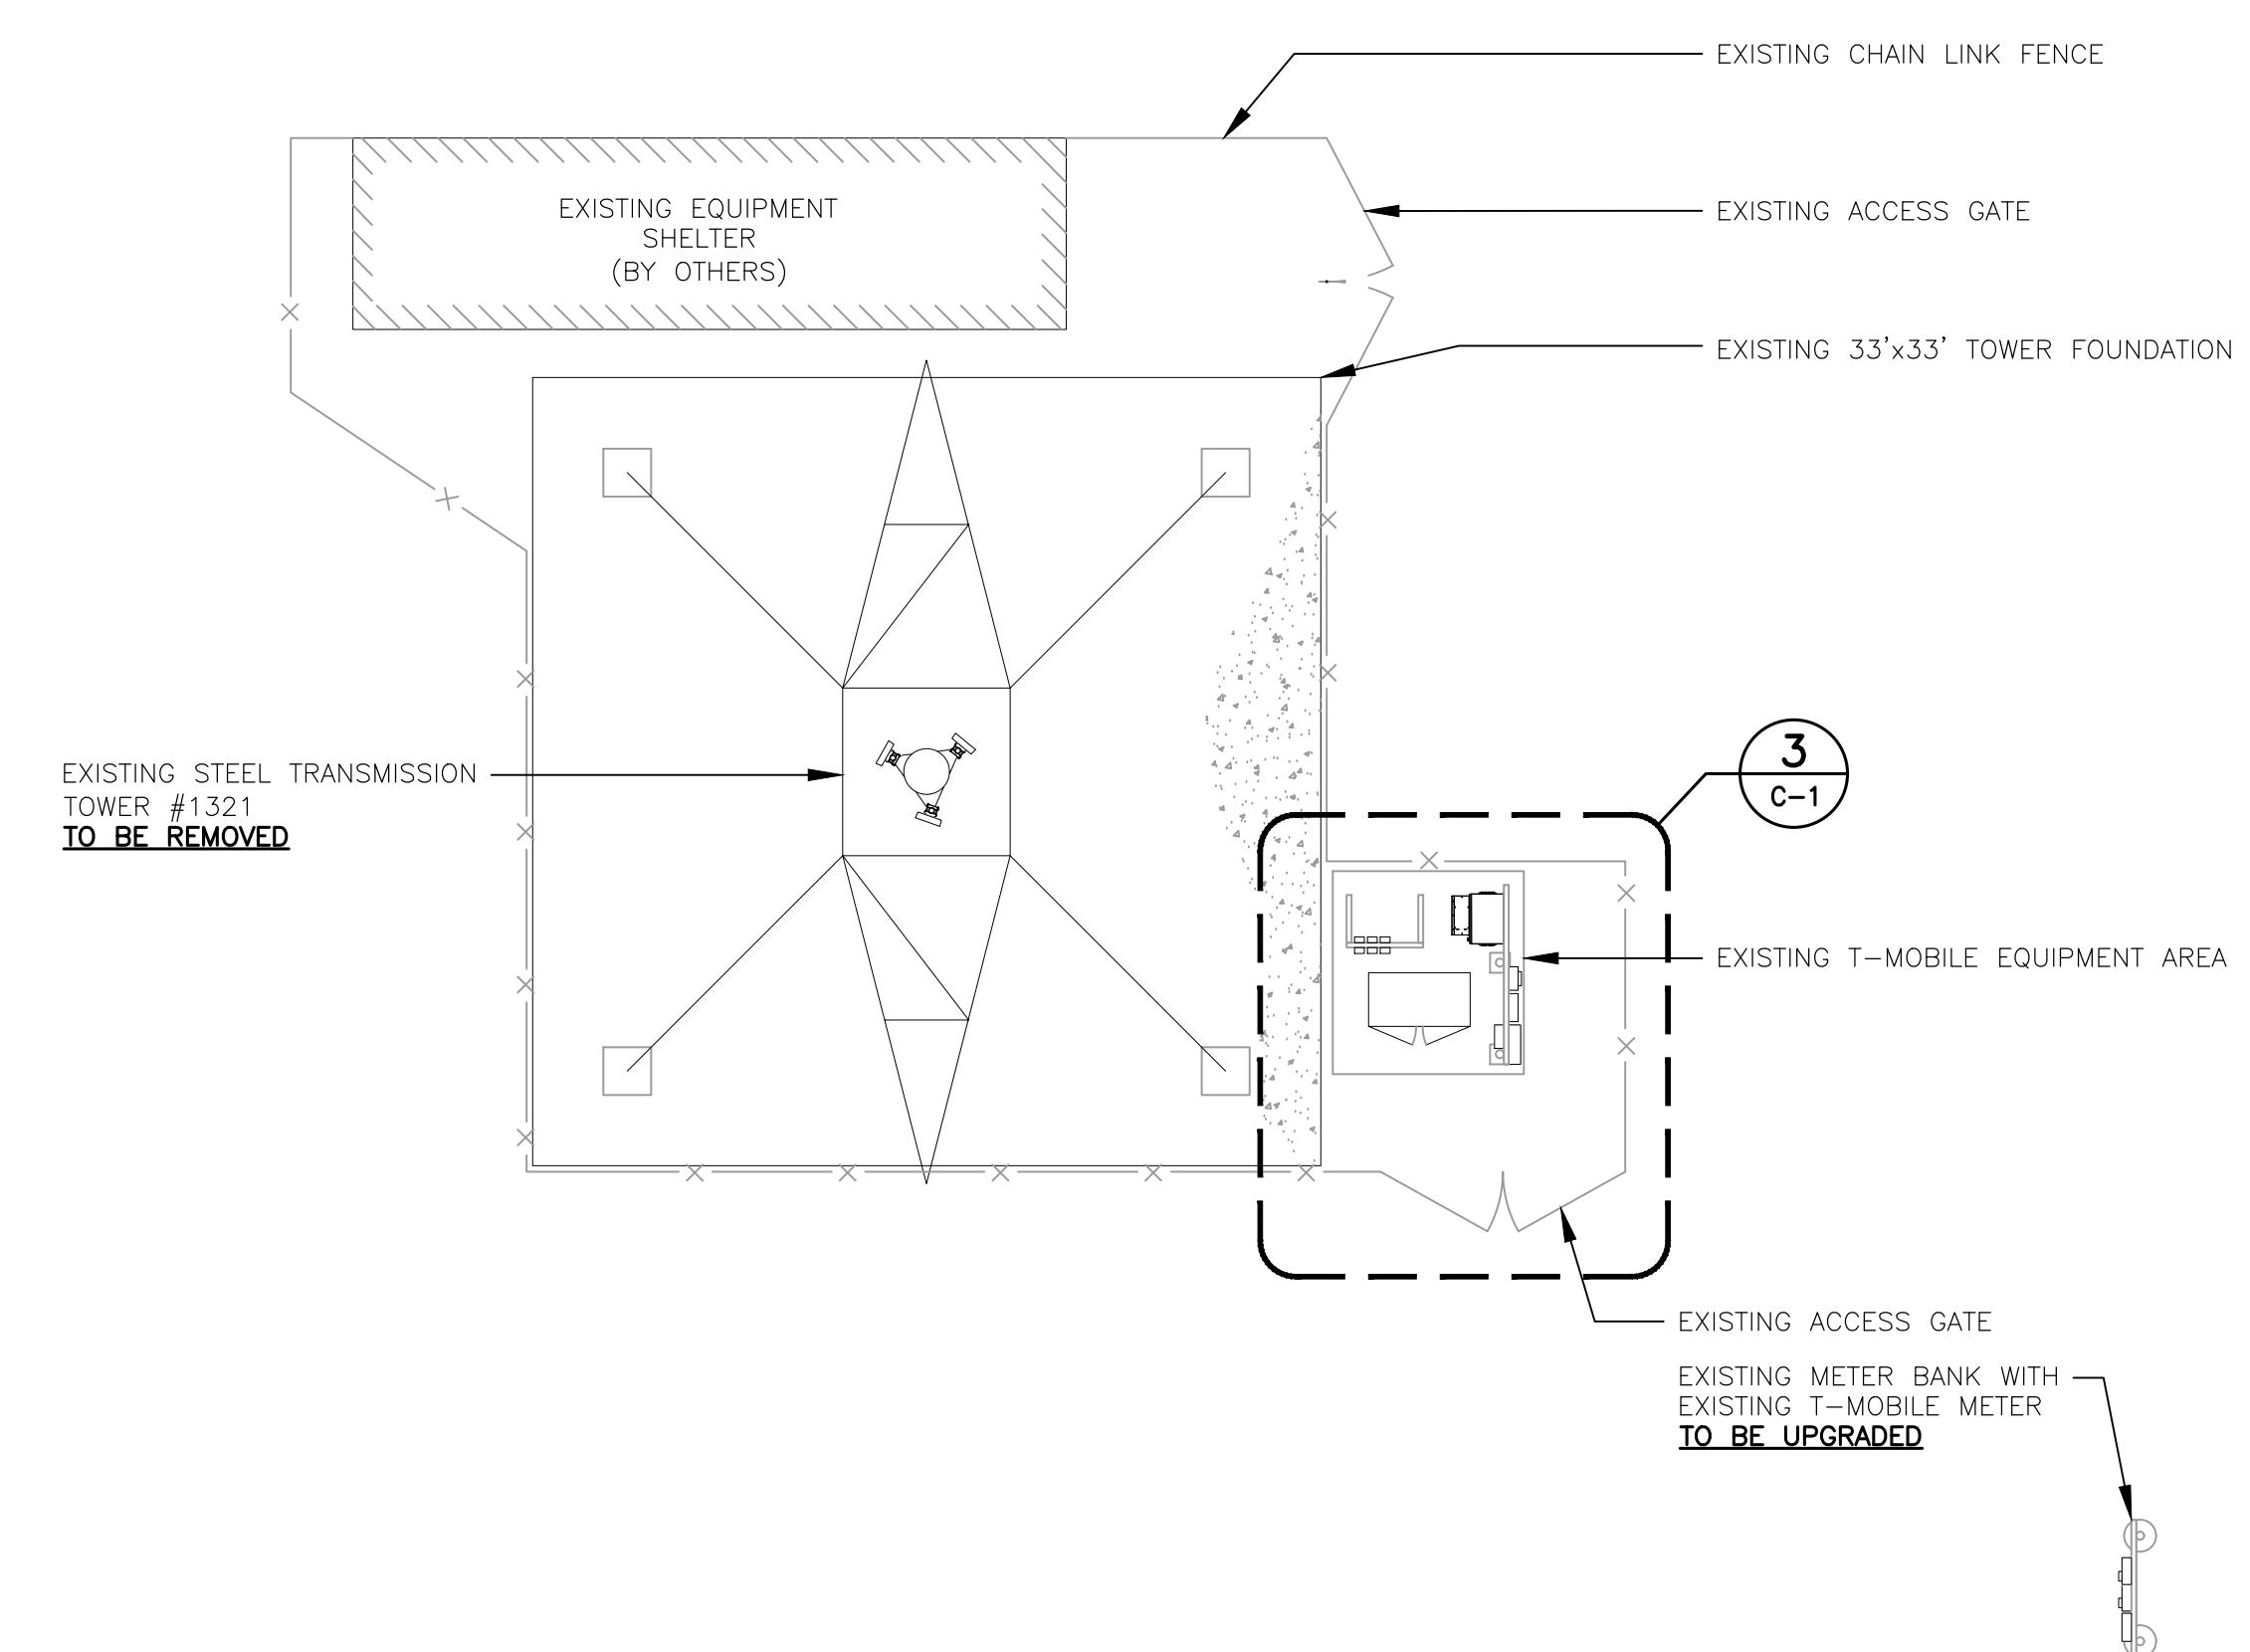 EXISTING CHAIN LINK FENCE
EXISTING ACCESS GATE
EXISTING EQUIPMENT
SHELTER
(BY OTHERS)
EXISTING 33'x33' TOWER FOUNDATION
EXISTING STEEL TRANSMISSION
TOWER #1321
TO BE REMOVED
3
C-1
EXISTING T-MOBILE EQUIPMENT AREA
EXISTING ACCESS GATE
EXISTING METER BANK WITH
EXISTING T-MOBILE METER
TO BE UPGRADED